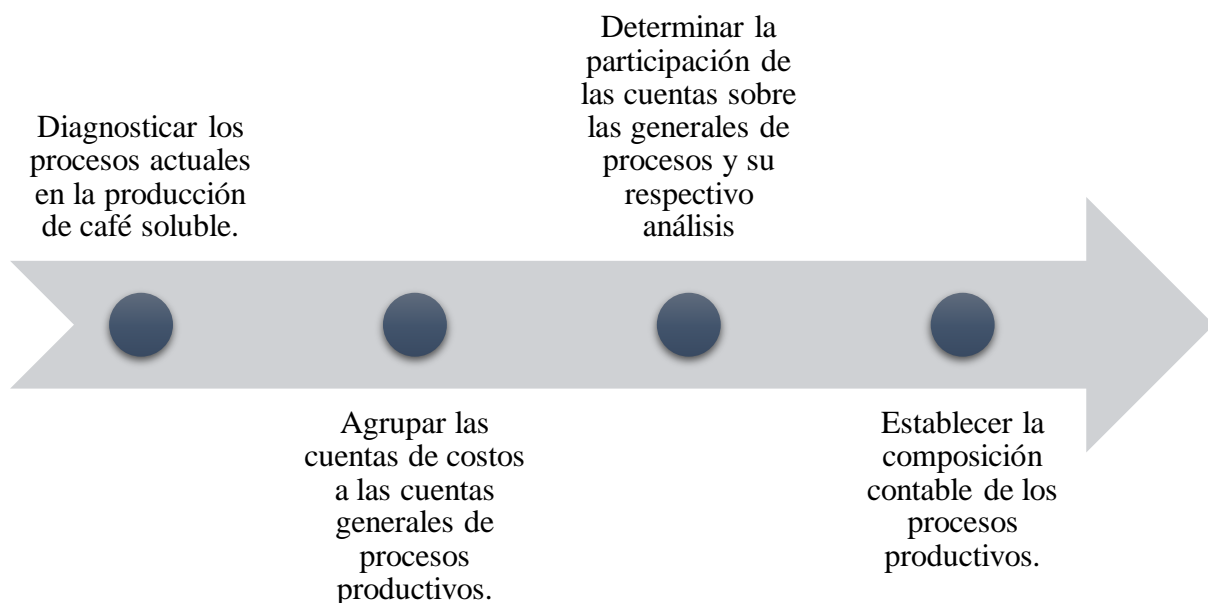 Diagnosticar los
procesos actuales
en la producción
de café soluble.
Agrupar las
cuentas de costos
a las cuentas
generales de
procesos
productivos.
Determinar la
participación de
las cuentas sobre
las generales de
procesos y su
respectivo
análisis
Establecer la
composición
contable de los
procesos
productivos.